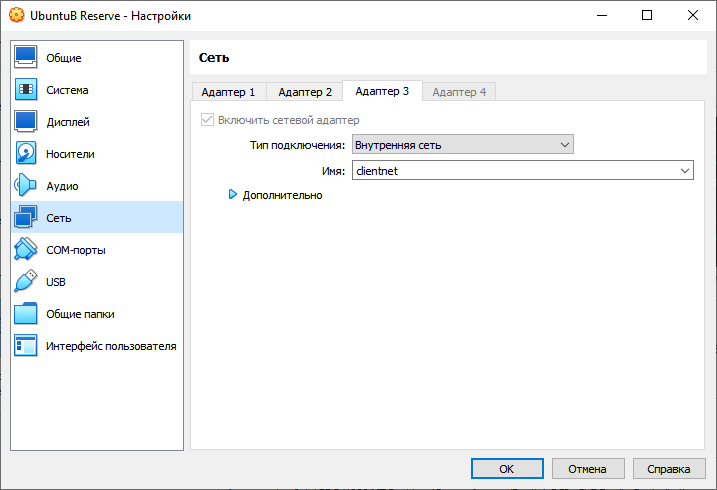 UbuntuB Reserve - Настройки
Общие
Система
Дисплей
Носители
Аудио
Сеть
COM-порты
USB
Общие папки
Интерфейс пользователя
Сеть
Адаптер 1 Адаптер 2 Адаптер 3 Адаптер 4
Включить сетевой адаптер
Тип подключения: Внутренняя сеть
Имя: clientnet
Дополнительно
OK Отмена Справка